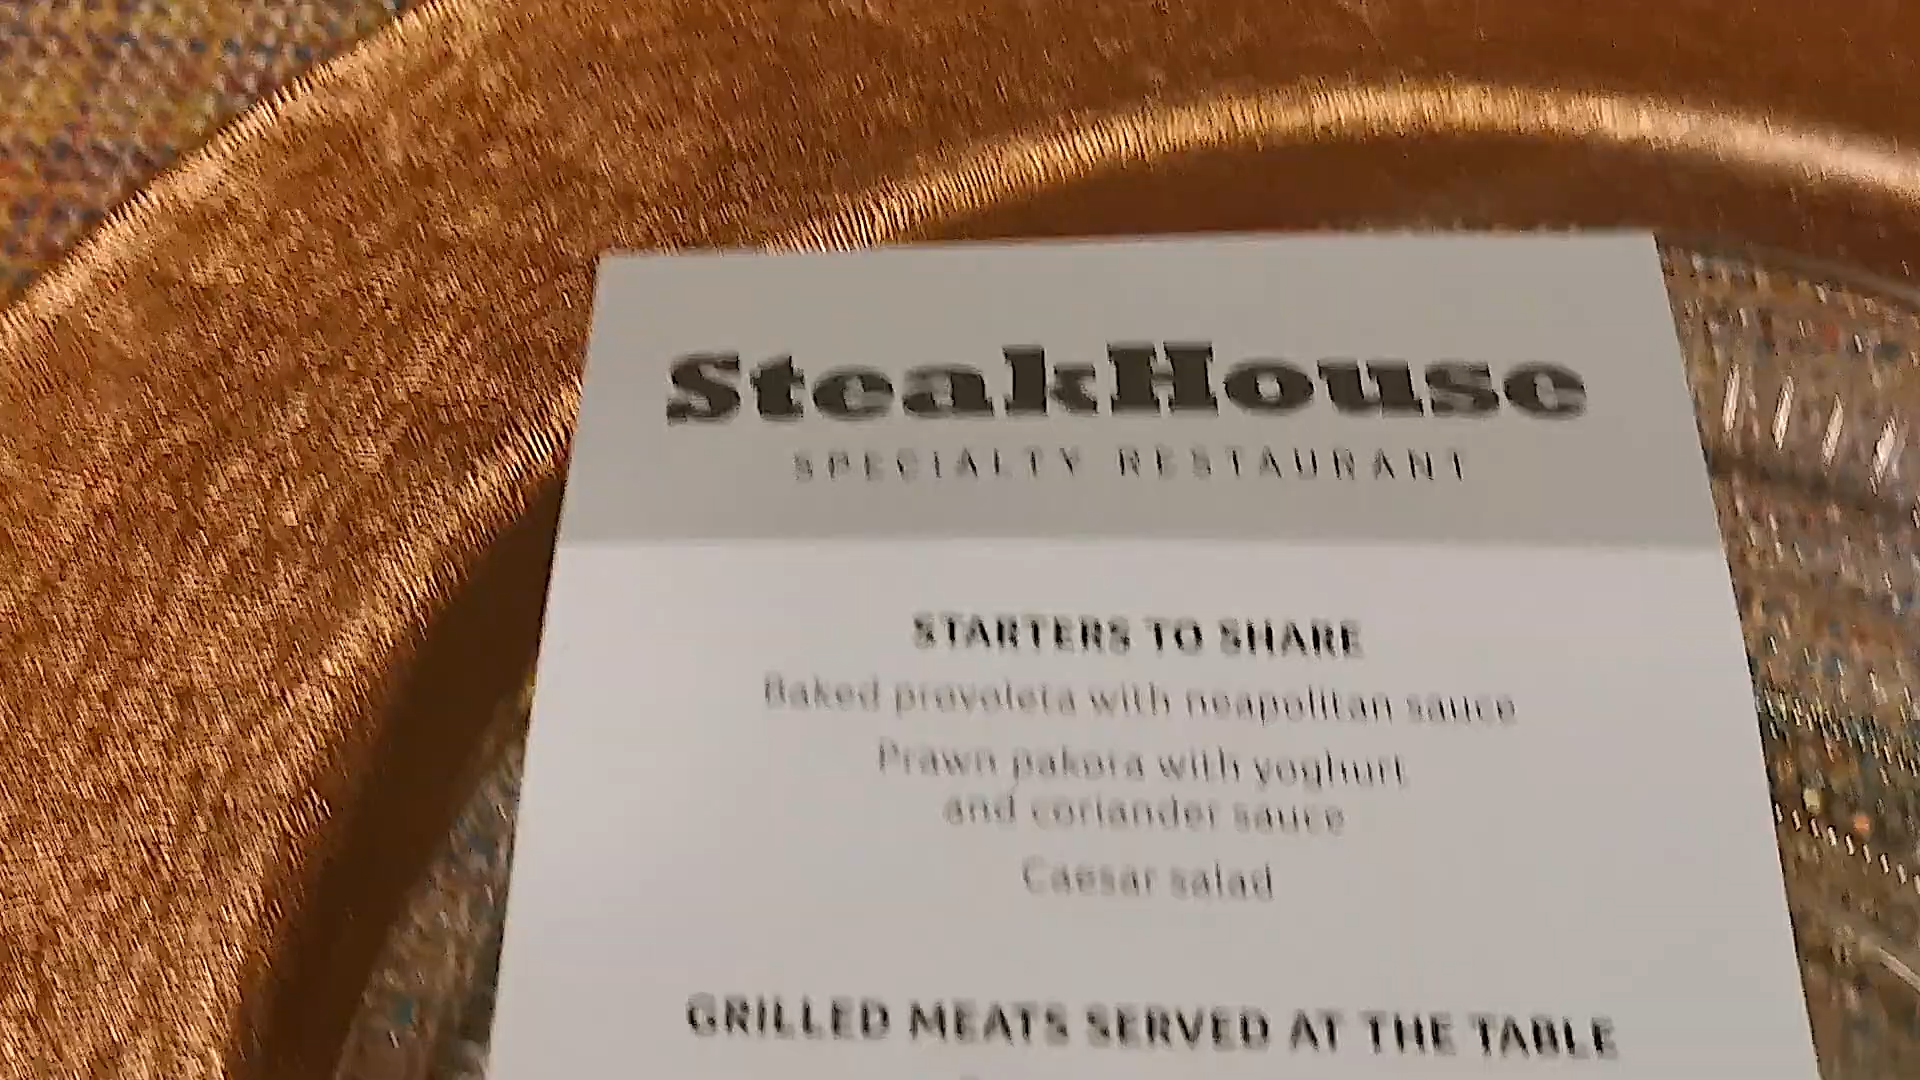 SteakHouse
SPECIALTY RESTAURANT
STARTERS TO SHARE
Baked provoleta with neapolitan sauce
Prawn pakora with yoghurt
and coriander sauce
Caesar salad
GRILLED MEATS SERVED AT THE TABLE